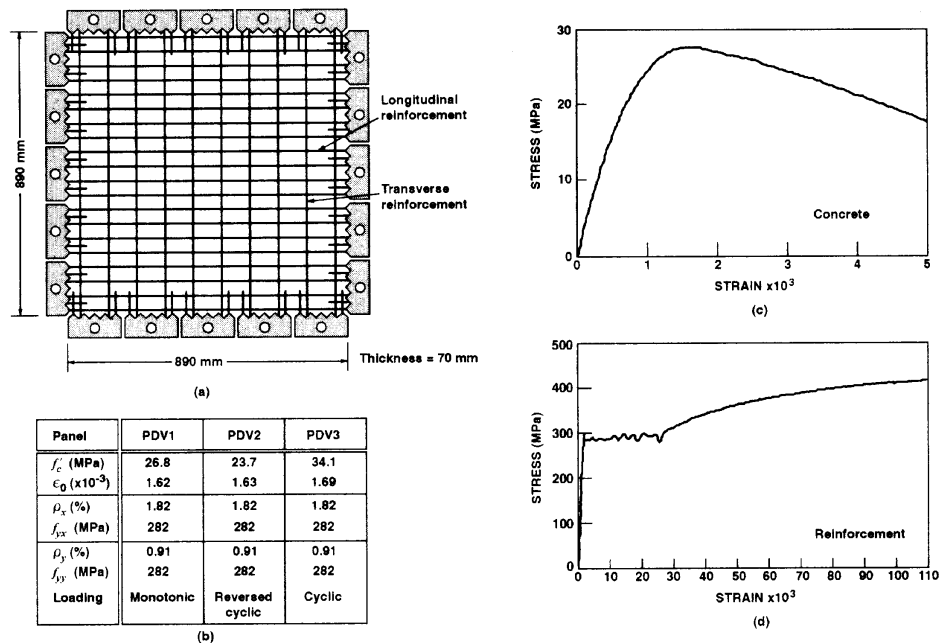 890 mm
Longitudinal
reinforcement
Transverse
reinforcement
890 mm
Thickness = 70 mm
(a)
Panel PDV1 PDV2 PDV3
f'c (MPa) 26.8 23.7 34.1
ϵ0 (x10-3) 1.62 1.63 1.69
ρx (%) 1.82 1.82 1.82
fyx (MPa) 282 282 282
ρy (%) 0.91 0.91 0.91
fyy (MPa) 282 282 282
Loading Monotonic Reversed cyclic Cyclic
(b)
30
20
10
0
STRESS (MPa)
Concrete
0 1 2 3 4 5
STRAIN x103
(c)
500
400
300
200
100
0
STRESS (MPa)
Reinforcement
0 10 20 30 40 50 60 70 80 90 100 110
STRAIN x103
(d)